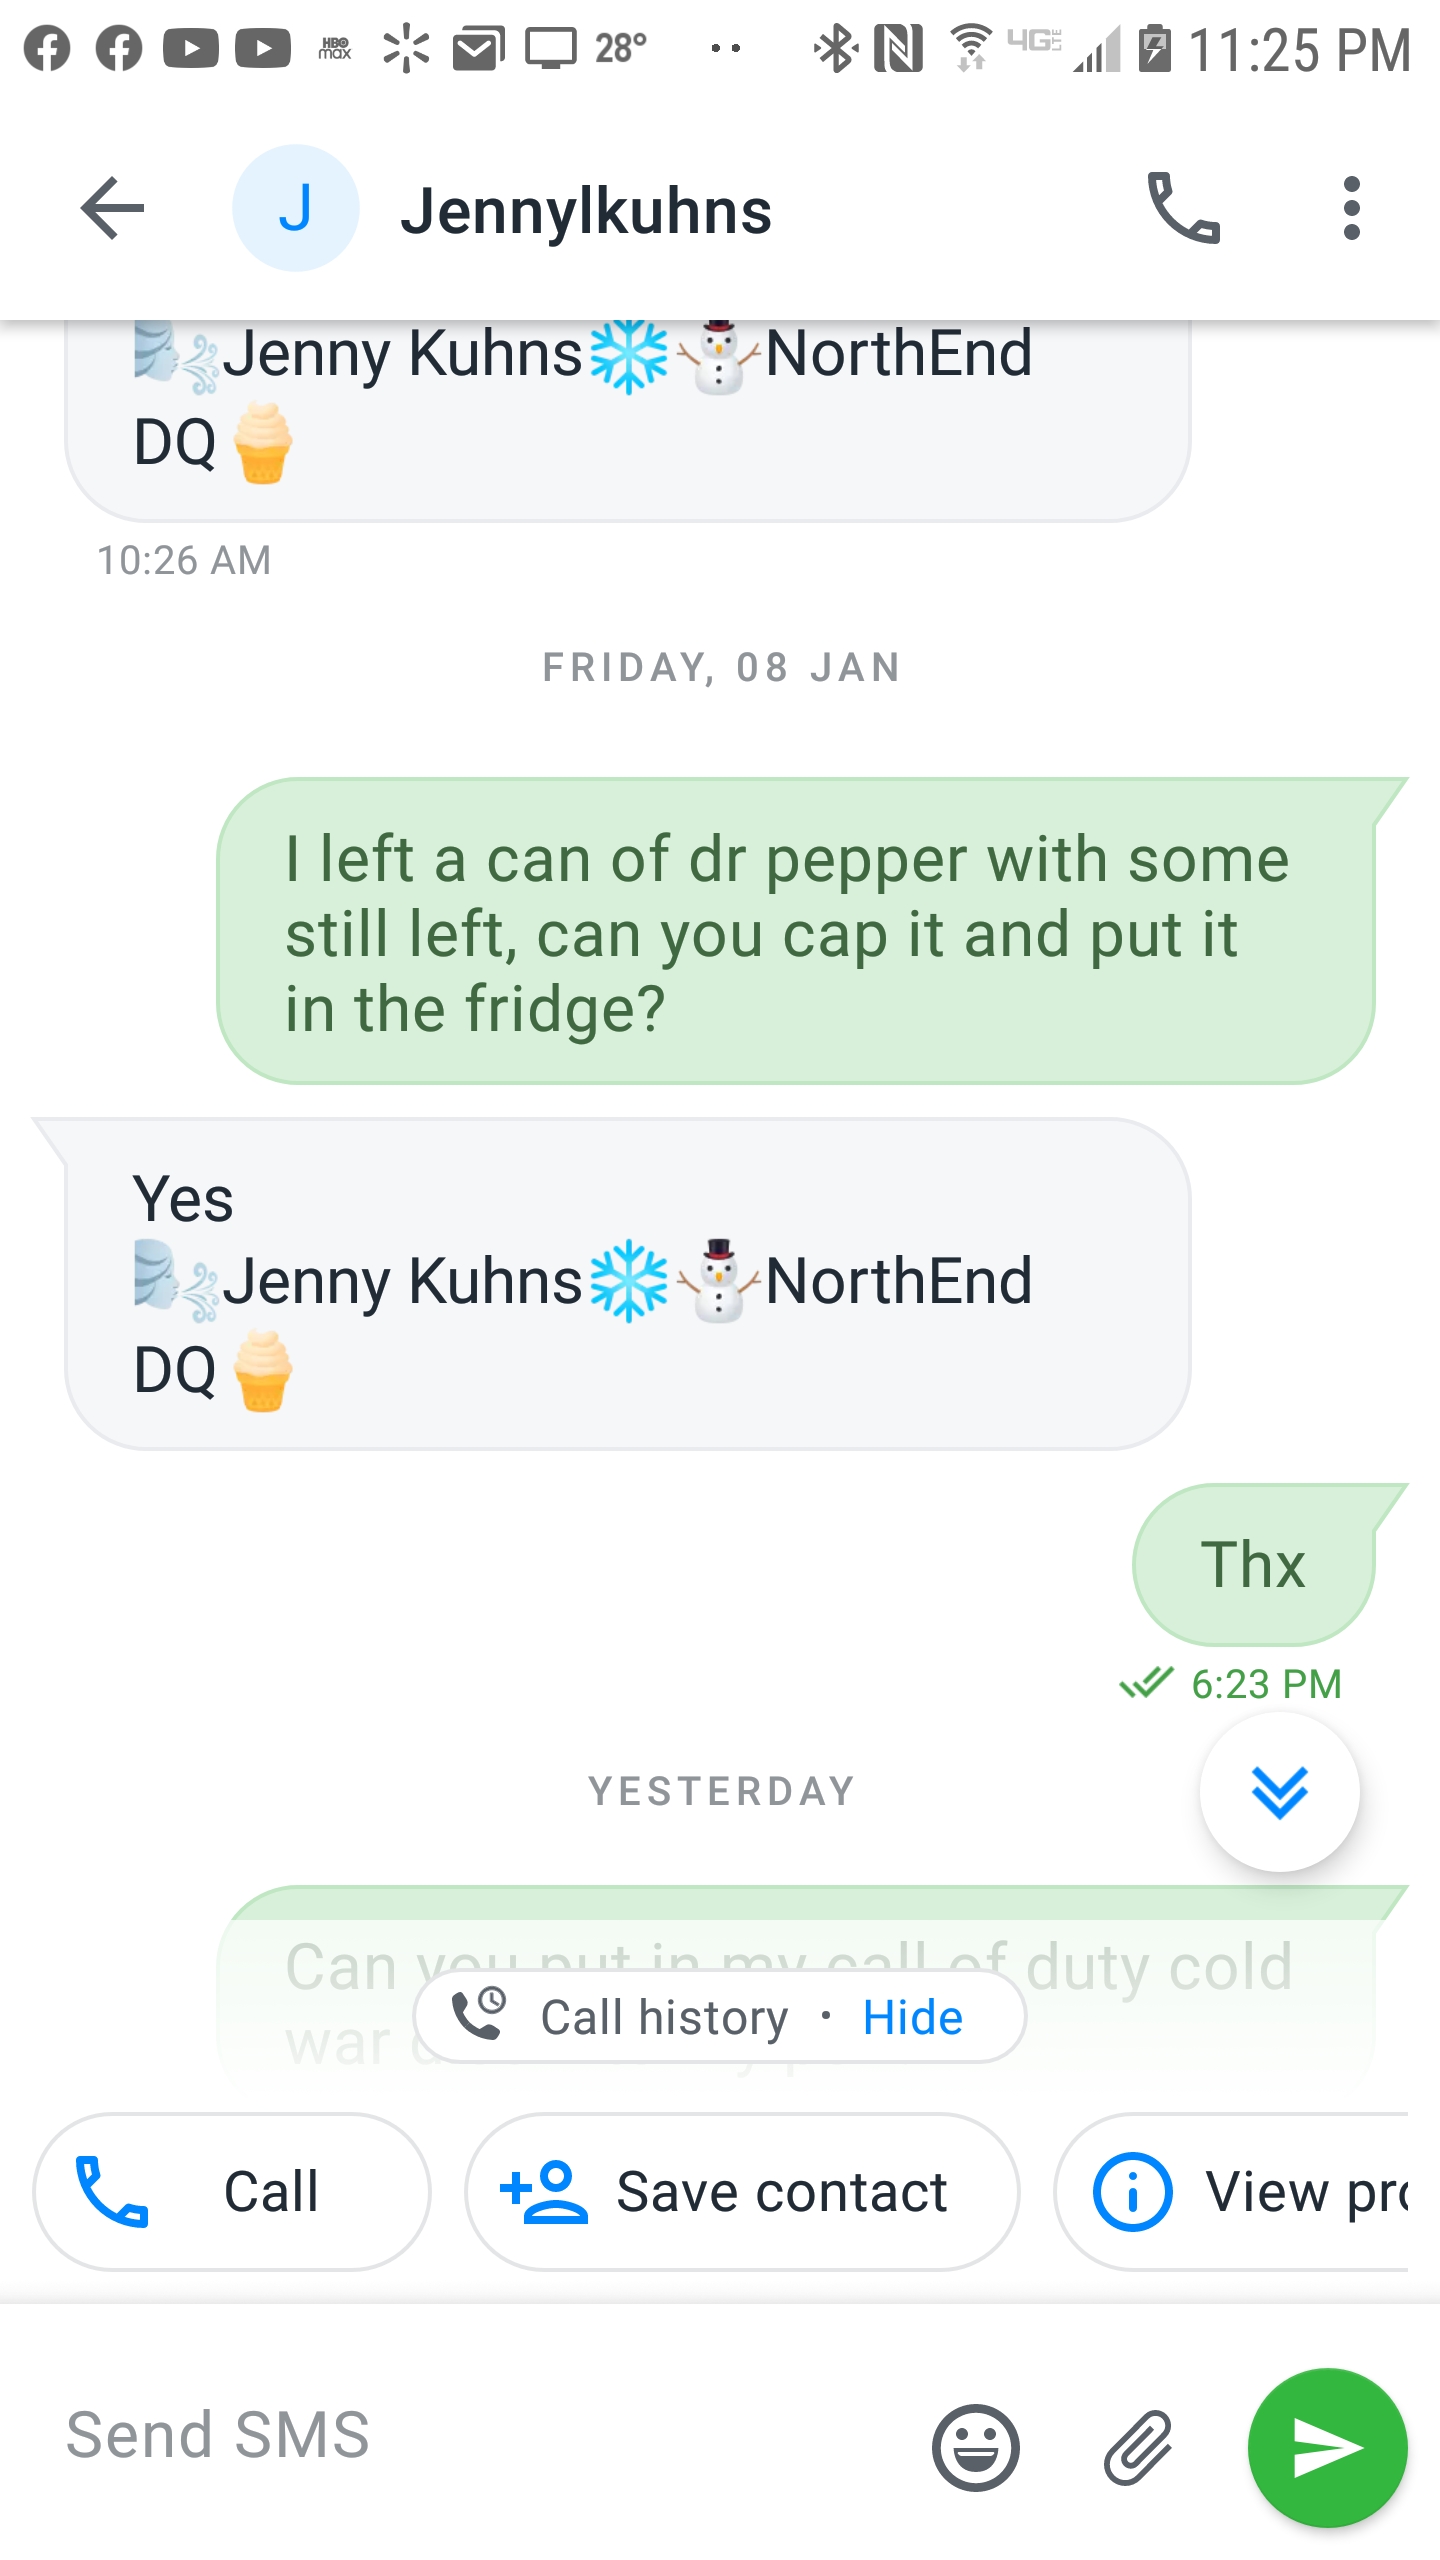 HBO
max
28°
4G LTE
11:25 PM
J
Jennylkuhns
Jenny Kuhns❄️⛄NorthEnd
DQ🍦
10:26 AM
FRIDAY, 08 JAN
I left a can of dr pepper with some
still left, can you cap it and put it
in the fridge?
Yes
🌬️Jenny Kuhns❄️⛄NorthEnd
DQ🍦
Thx
6:23 PM
YESTERDAY
Can you put in my call of duty cold
war
Call history · Hide
Call
Save contact
View pro
Send SMS